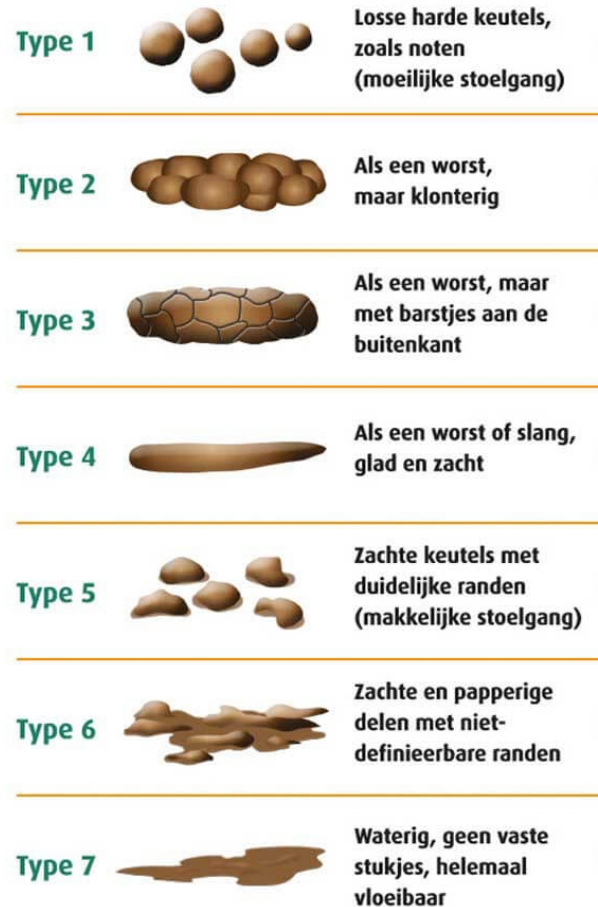 Type 1
Losse harde keutels,
zoals noten
(moeilijke stoelgang)
Type 2
Als een worst,
maar klonterig
Type 3
Als een worst, maar
met barstjes aan de
buitenkant
Type 4
Als een worst of slang,
glad en zacht
Type 5
Zachte keutels met
duidelijke randen
(makkelijke stoelgang)
Type 6
Zachte en papperige
delen met niet-
definieerbare randen
Type 7
Waterig, geen vaste
stukjes, helemaal
vloeibaar